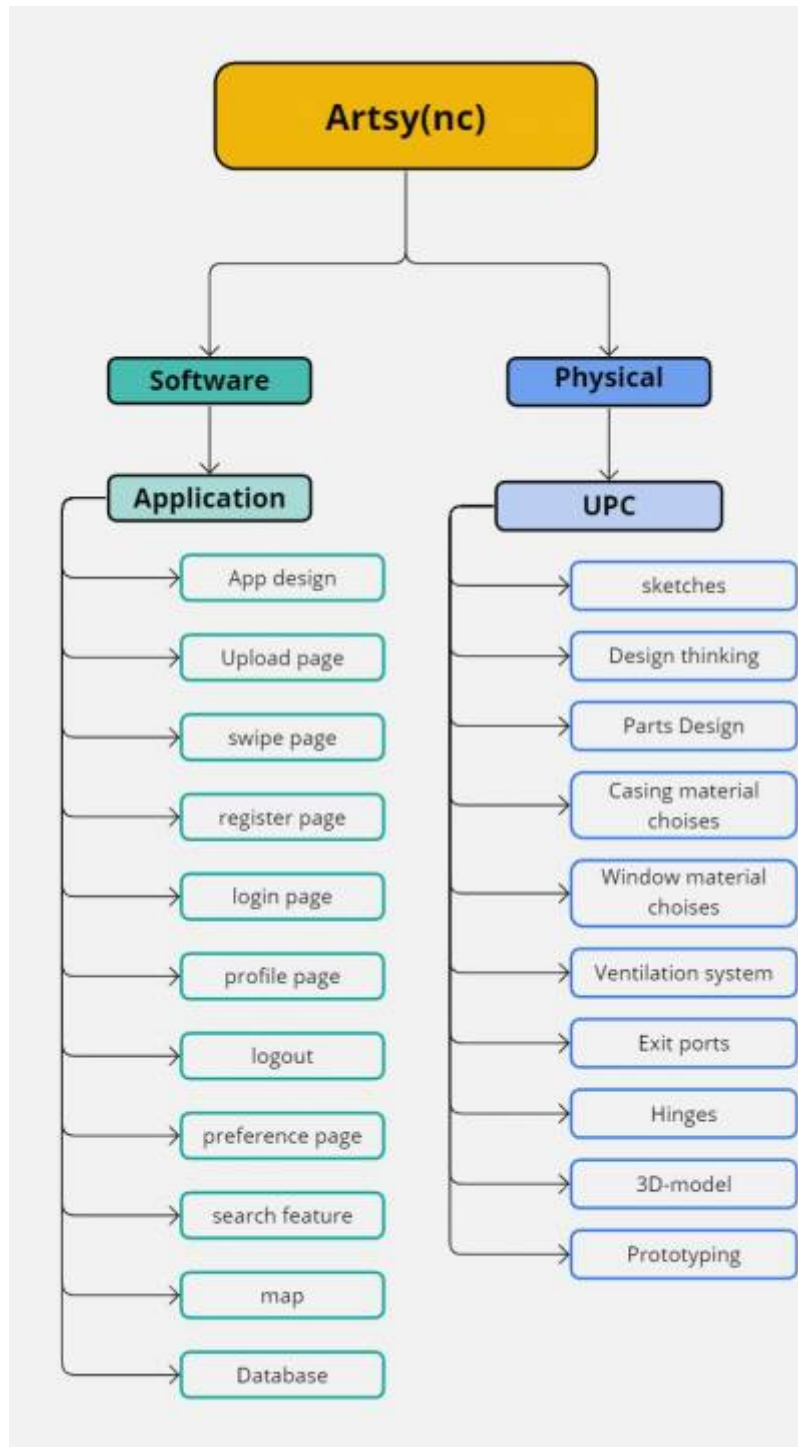 Artsy(nc)
Software
Application
App design
Upload page
swipe page
register page
login page
profile page
logout
preference page
search feature
map
Database
Physical
UPC
sketches
Design thinking
Parts Design
Casing material
choises
Window material
choises
Ventilation system
Exit ports
Hinges
3D-model
Prototyping